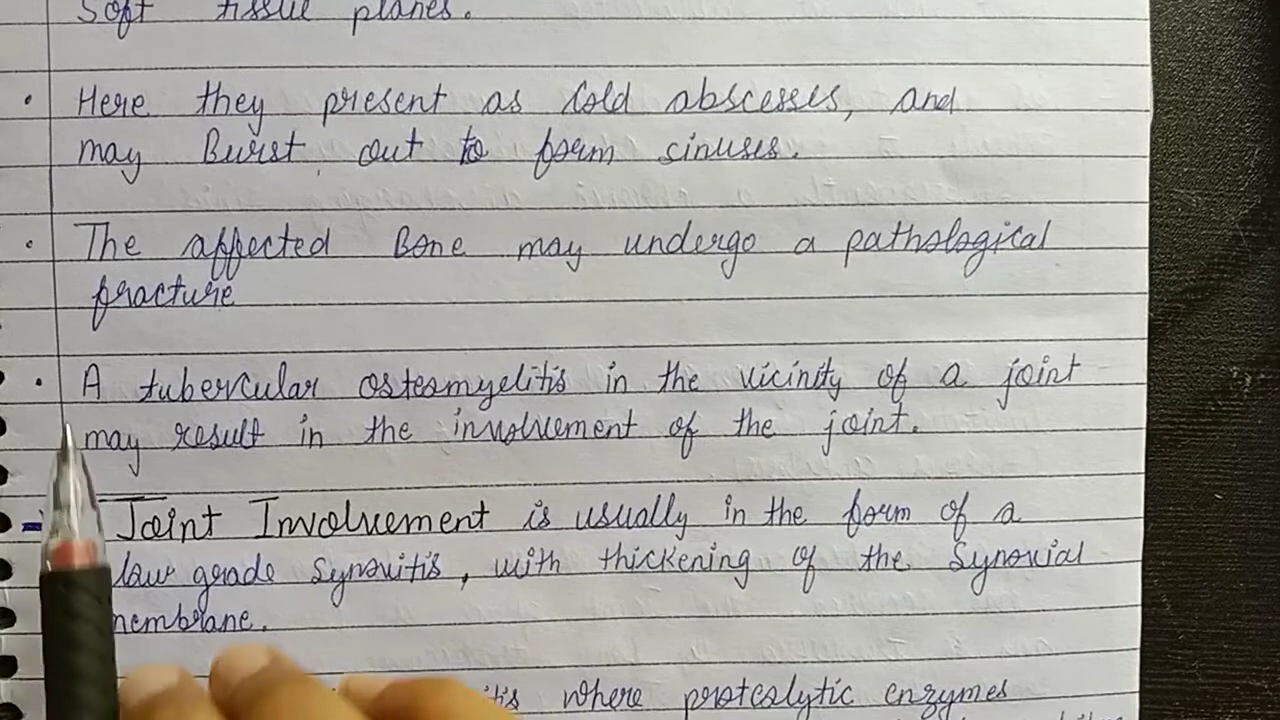 Soft tissue planes.
• Here they present as Cold abscesses, and
may Burst out to form sinuses.
• The affected Bone may undergo a pathological
fracture
• A tubercular osteomyelitis in the vicinity of a joint
may result in the involvement of the joint.
Joint Involvement is usually in the form of a
low grade Synovitis, with thickening of the Synovial
membrane.
where proteolytic enzymes